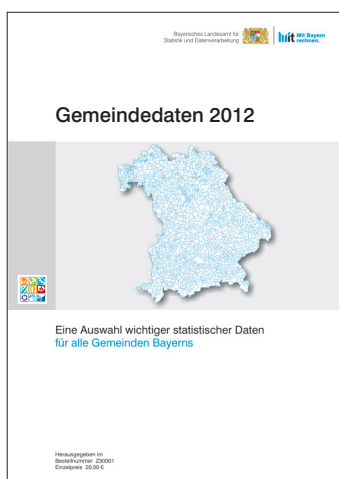 Bayerisches Landesamt für
Statistik und Datenverarbeitung
Mit Bayern
rechnen.
Gemeindedaten 2012
Eine Auswahl wichtiger statistischer Daten
für alle Gemeinden Bayerns
Herausgegeben im
Bestellnummer Z30001
Einzelpreis 20,00 €